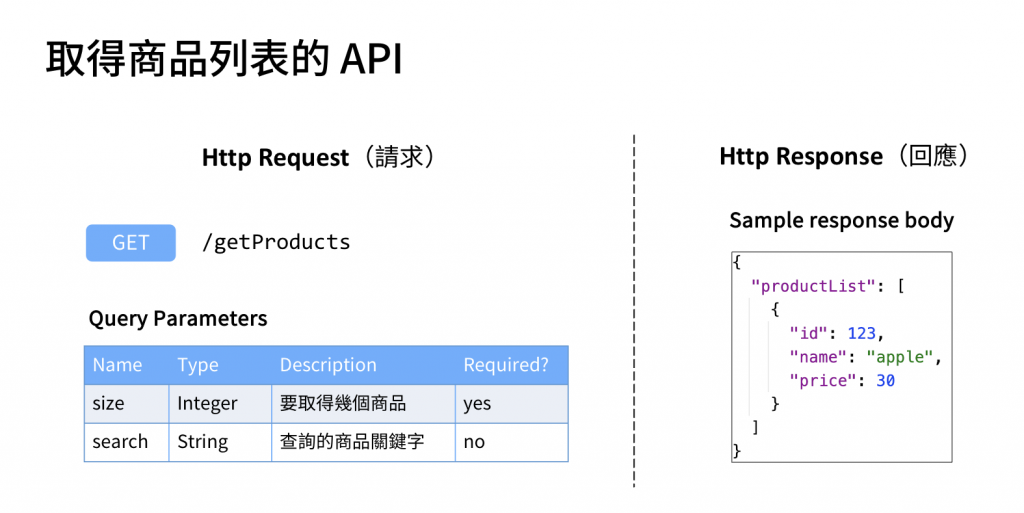 取得商品列表的 API
Http Request（請求）
GET /getProducts
Query Parameters
Name Type Description Required?
size Integer 要取得幾個商品 yes
search String 查詢的商品關鍵字 no
Http Response（回應）
Sample response body
{
"productList": [
{
"id": 123,
"name": "apple",
"price": 30
}
]
}